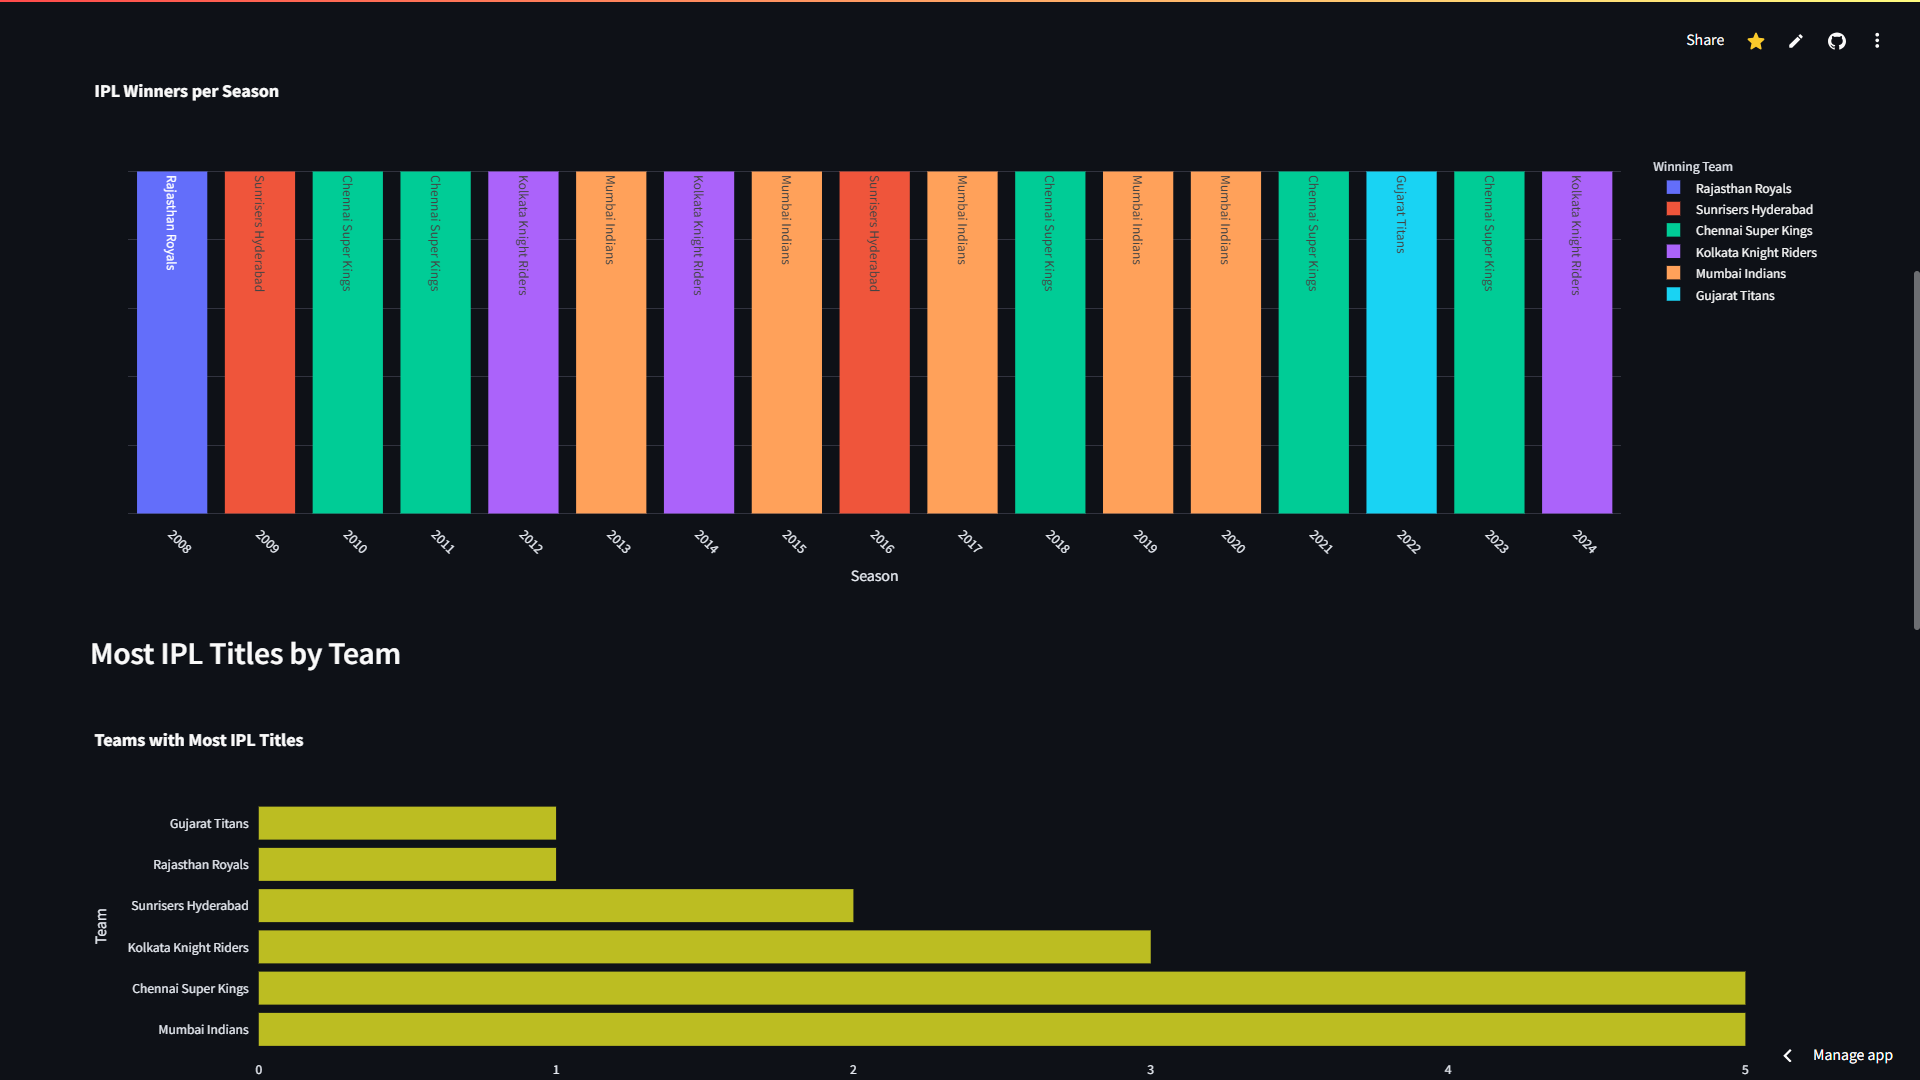 Share
IPL Winners per Season
Rajasthan Royals
Sunrisers Hyderabad
Chennai Super Kings
Chennai Super Kings
Kolkata Knight Riders
Mumbai Indians
Kolkata Knight Riders
Mumbai Indians
Sunrisers Hyderabad
Mumbai Indians
Chennai Super Kings
Mumbai Indians
Mumbai Indians
Chennai Super Kings
Gujarat Titans
Chennai Super Kings
Kolkata Knight Riders
Winning Team
Rajasthan Royals
Sunrisers Hyderabad
Chennai Super Kings
Kolkata Knight Riders
Mumbai Indians
Gujarat Titans
2008 2009 2010 2011 2012 2013 2014 2015 2016 2017 2018 2019 2020 2021 2022 2023 2024
Season
Most IPL Titles by Team
Teams with Most IPL Titles
Team
Gujarat Titans
Rajasthan Royals
Sunrisers Hyderabad
Kolkata Knight Riders
Chennai Super Kings
Mumbai Indians
0 1 2 3 4 5
Manage app